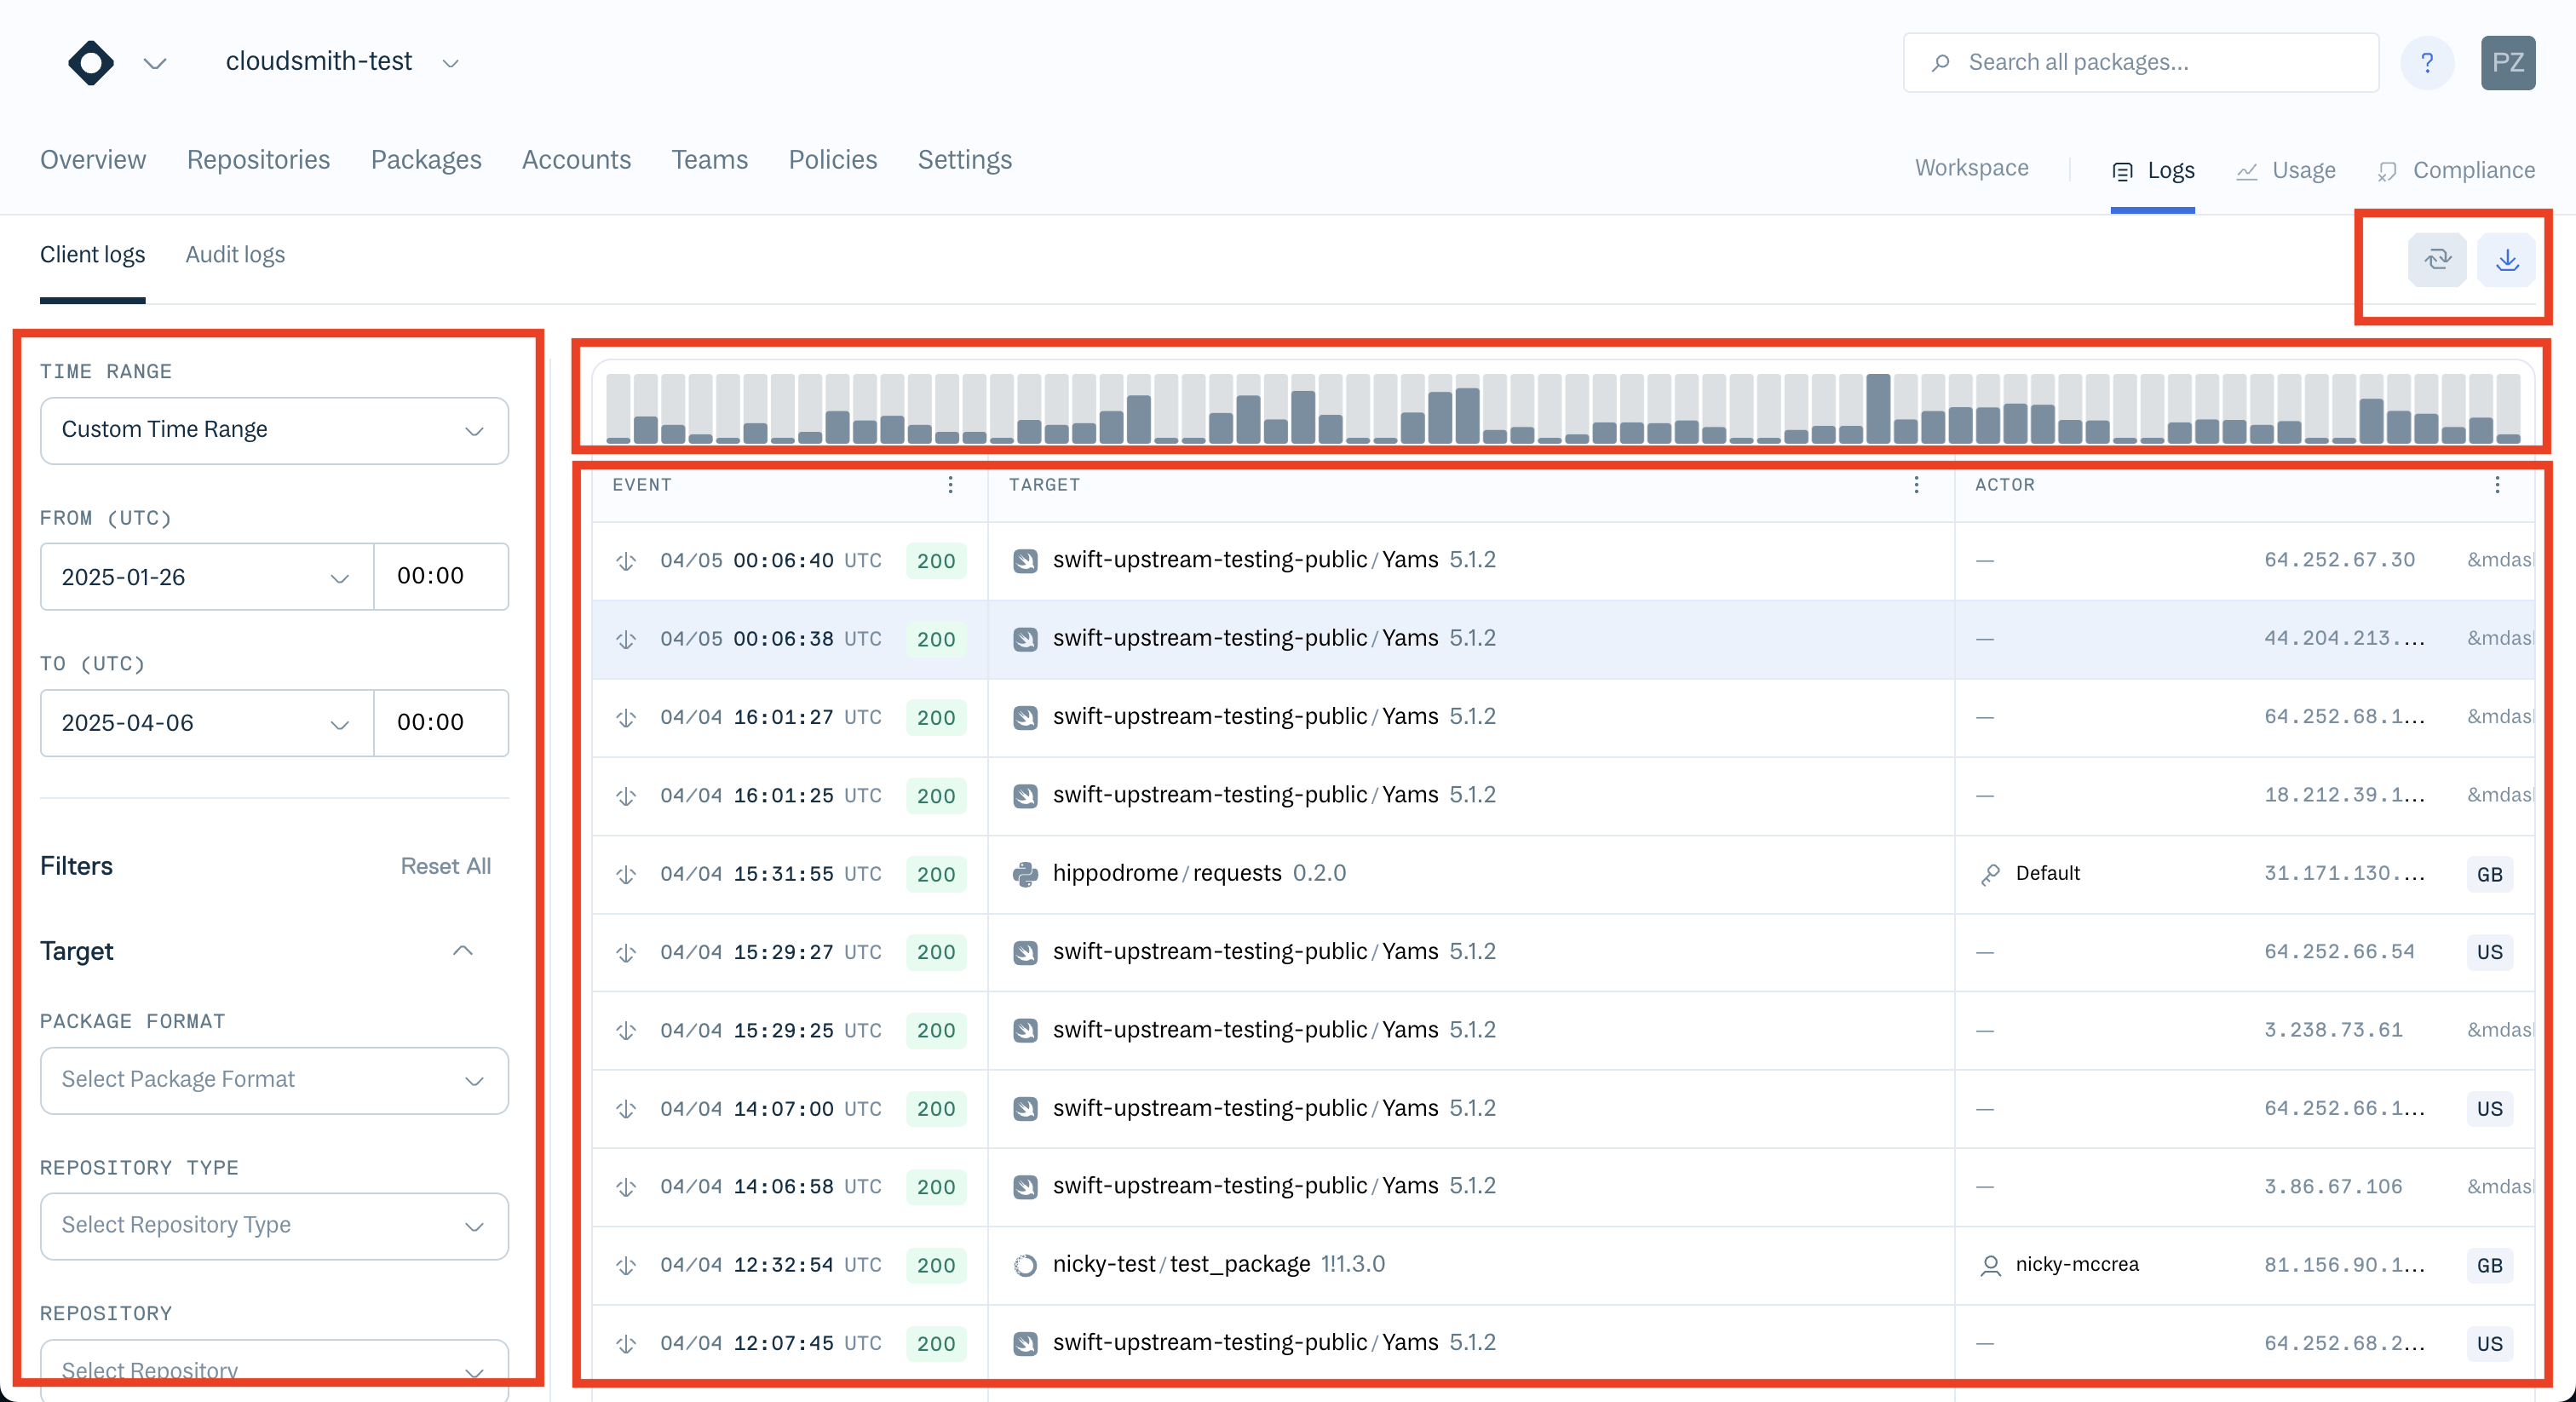 cloudsmith-test
Search all packages...
?
PZ
Overview Repositories Packages Accounts Teams Policies Settings
Workspace Logs Usage Compliance
Client logs Audit logs
TIME RANGE
Custom Time Range
FROM (UTC)
2025-01-26 00:00
TO (UTC)
2025-04-06 00:00
Filters Reset All
Target
PACKAGE FORMAT
Select Package Format
REPOSITORY TYPE
Select Repository Type
REPOSITORY
Select Repository
EVENT TARGET ACTOR
04/05 00:06:40 UTC 200 swift-upstream-testing-public/Yams 5.1.2 — 64.252.67.30 &mdas
04/05 00:06:38 UTC 200 swift-upstream-testing-public/Yams 5.1.2 — 44.204.213.... &mdas
04/04 16:01:27 UTC 200 swift-upstream-testing-public/Yams 5.1.2 — 64.252.68.1... &mdas
04/04 16:01:25 UTC 200 swift-upstream-testing-public/Yams 5.1.2 — 18.212.39.1... &mdas
04/04 15:31:55 UTC 200 hippodrome/requests 0.2.0 Default 31.171.130.... GB
04/04 15:29:27 UTC 200 swift-upstream-testing-public/Yams 5.1.2 — 64.252.66.54 US
04/04 15:29:25 UTC 200 swift-upstream-testing-public/Yams 5.1.2 — 3.238.73.61 &mdas
04/04 14:07:00 UTC 200 swift-upstream-testing-public/Yams 5.1.2 — 64.252.66.1... US
04/04 14:06:58 UTC 200 swift-upstream-testing-public/Yams 5.1.2 — 3.86.67.106 &mdas
04/04 12:32:54 UTC 200 nicky-test/test_package 1!1.3.0 nicky-mccrea 81.156.90.1... GB
04/04 12:07:45 UTC 200 swift-upstream-testing-public/Yams 5.1.2 — 64.252.68.2... US